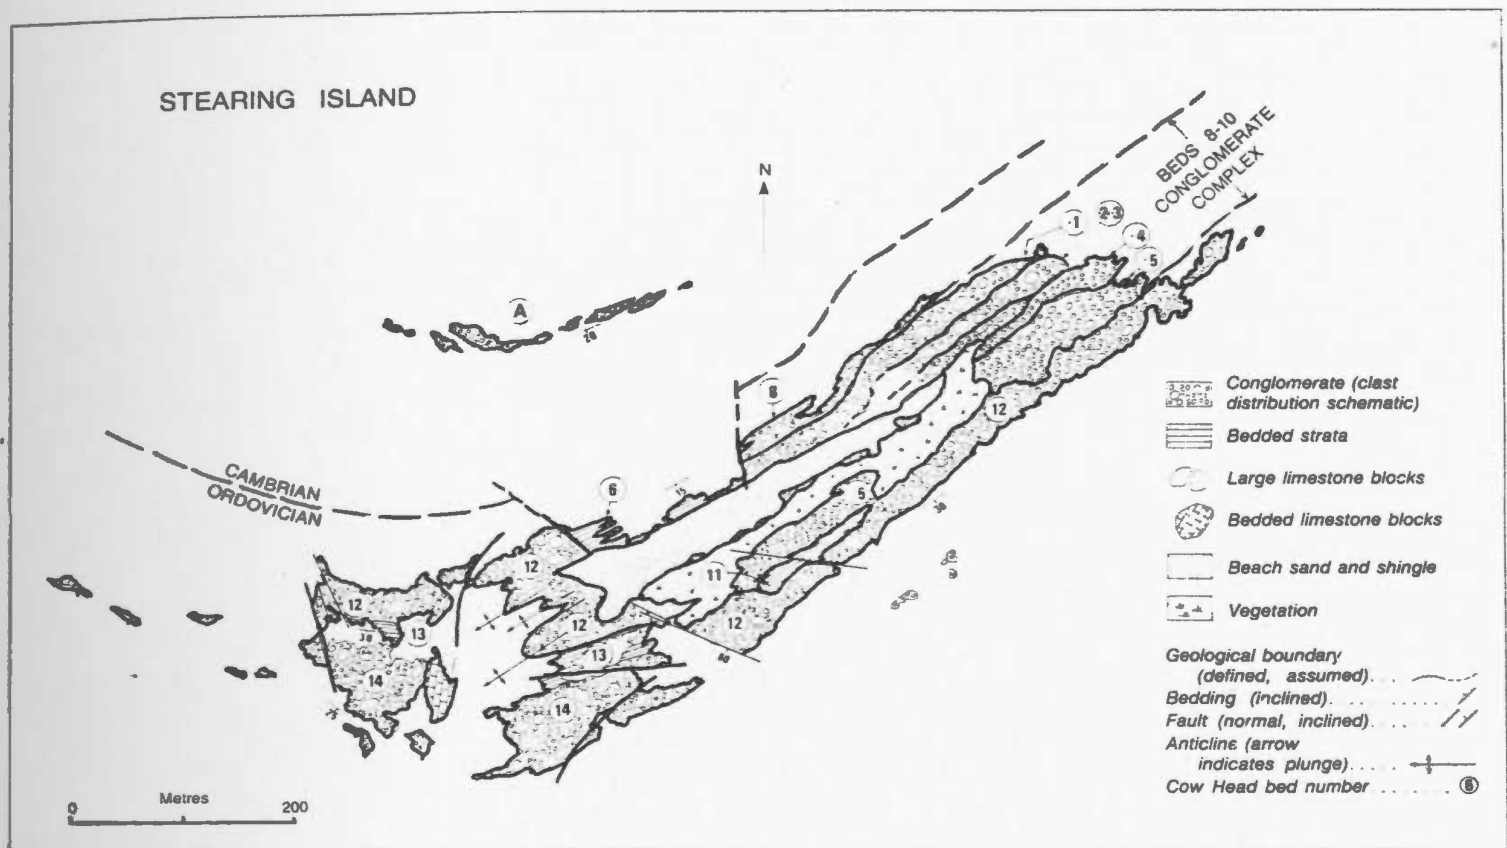 STEARING ISLAND
N
BEDS 8-10
CONGLOMERATE
COMPLEX
·1
2·3
·4
·5
A
8
12
CAMBRIAN
ORDOVICIAN
6
15
5
12
11
12
12
13
12
13
14
14
Conglomerate (clast
distribution schematic)
Bedded strata
Large limestone blocks
Bedded limestone blocks
Beach sand and shingle
Vegetation
Geological boundary
(defined, assumed)...
Bedding (inclined)........
Fault (normal, inclined)...
Anticline (arrow
indicates plunge)....
Cow Head bed number ...... 6
Metres
0 200